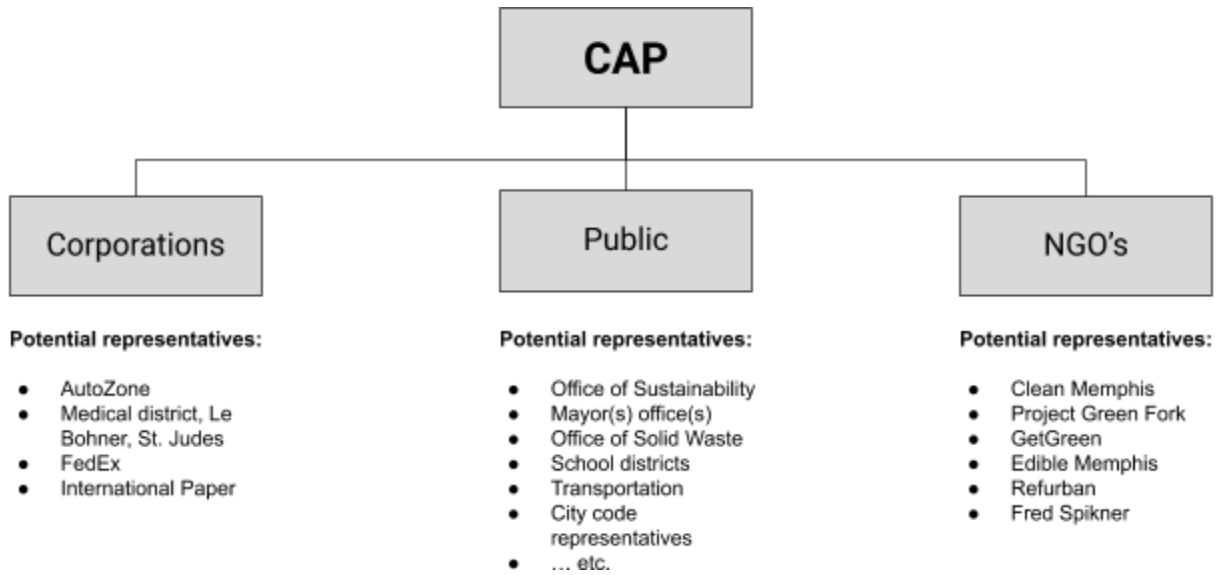 CAP
Corporations
Public
NGO's
Potential representatives:
● AutoZone
● Medical district, Le
Bohner, St. Judes
● FedEx
● International Paper
Potential representatives:
● Office of Sustainability
● Mayor(s) office(s)
● Office of Solid Waste
● School districts
● Transportation
● City code
representatives
● ... etc.
Potential representatives:
● Clean Memphis
● Project Green Fork
● GetGreen
● Edible Memphis
● Refurban
● Fred Spikner